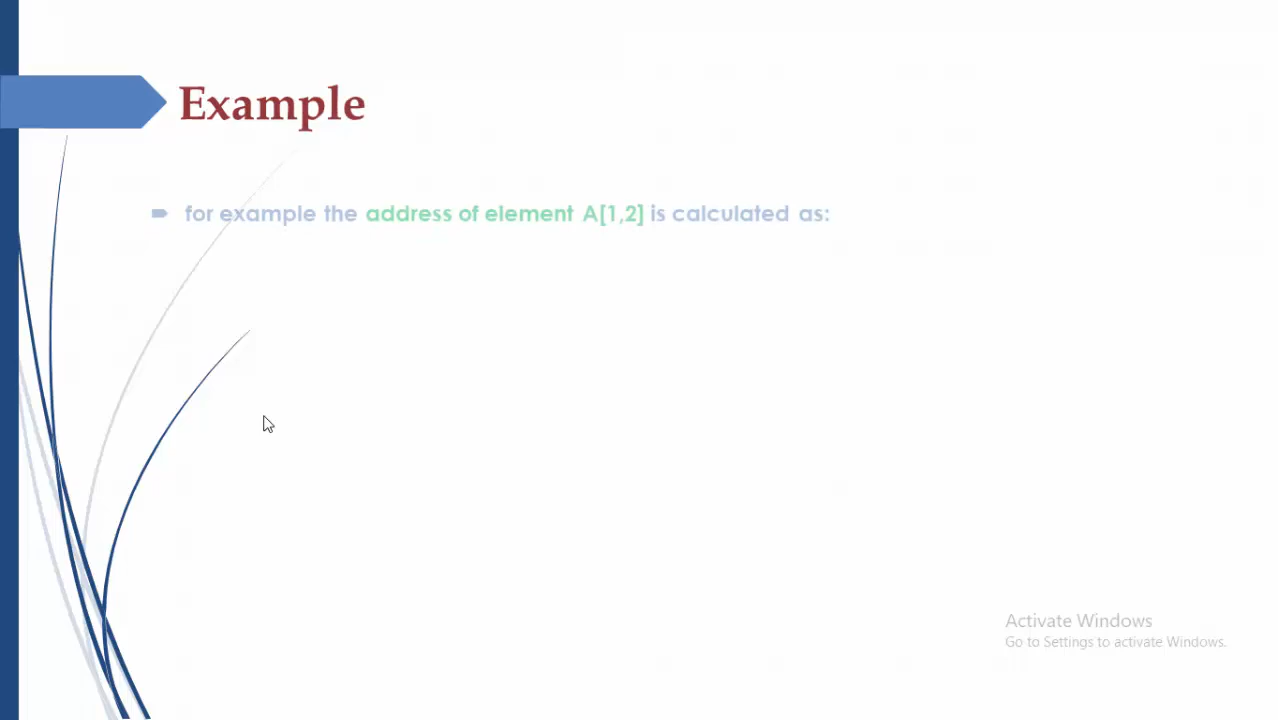 Example
for example the address of element A[1,2] is calculated as:
Activate Windows
Go to Settings to activate Windows.